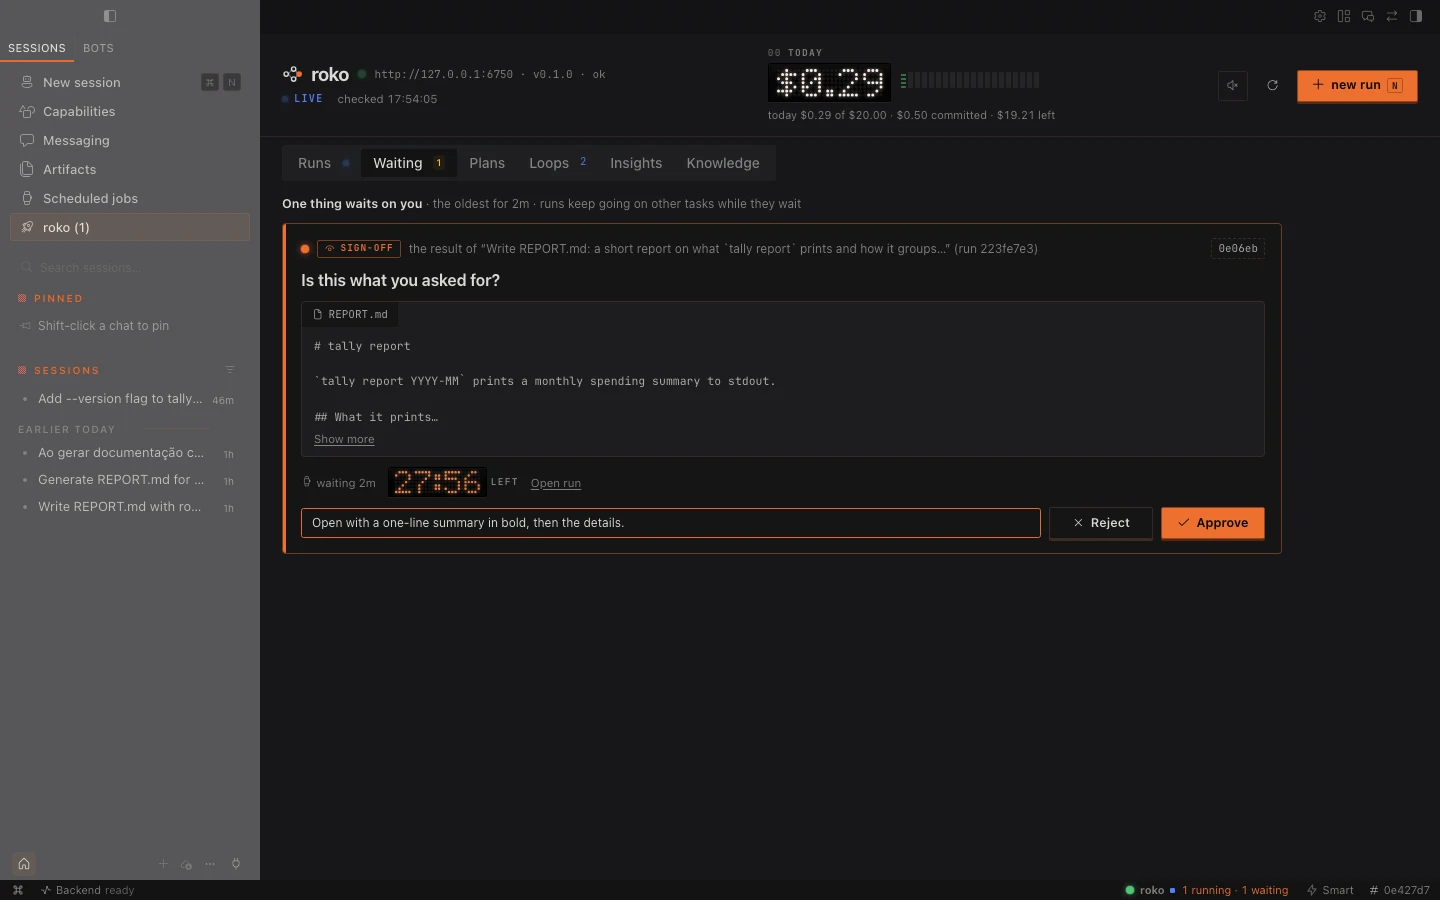 SESSIONS BOTS
New session ⌘ N
Capabilities
Messaging
Artifacts
Scheduled jobs
roko (1)
Search sessions...
PINNED
Shift-click a chat to pin
SESSIONS
Add --version flag to tally... 46m
EARLIER TODAY
Ao gerar documentação c... 1h
Generate REPORT.md for ... 1h
Write REPORT.md with ro... 1h
roko http://127.0.0.1:6750 · v0.1.0 · ok
LIVE checked 17:54:05
00 TODAY
$0.29
today $0.29 of $20.00 · $0.50 committed · $19.21 left
+ new run N
Runs Waiting 1 Plans Loops 2 Insights Knowledge
One thing waits on you · the oldest for 2m · runs keep going on other tasks while they wait
SIGN-OFF the result of “Write REPORT.md: a short report on what `tally report` prints and how it groups…” (run 223fe7e3) 0e06eb
Is this what you asked for?
REPORT.md
# tally report
`tally report YYYY-MM` prints a monthly spending summary to stdout.
## What it prints…
Show more
waiting 2m 27:56 LEFT Open run
Open with a one-line summary in bold, then the details.
Reject
Approve
⌘ Backend ready
roko 1 running · 1 waiting Smart # 0e427d7